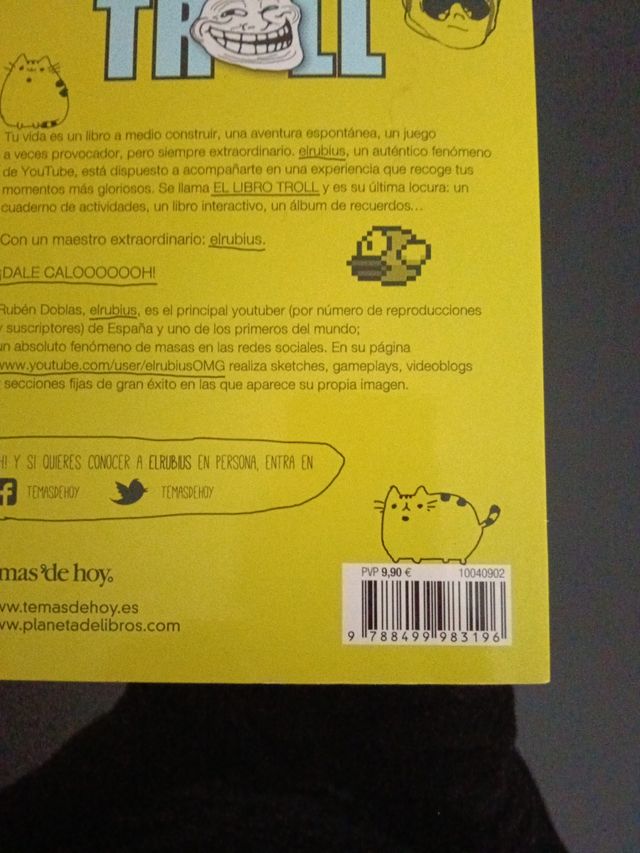 TROLL
Tu vida es un libro a medio construir, una aventura espontánea, un juego
a veces provocador, pero siempre extraordinario. elrubius, un auténtico fenómeno
de YouTube, está dispuesto a acompañarte en una experiencia que recoge tus
momentos más gloriosos. Se llama EL LIBRO TROLL y es su última locura: un
cuaderno de actividades, un libro interactivo, un álbum de recuerdos...
Con un maestro extraordinario: elrubius.
¡DALE CALOOOOOOH!
Rubén Doblas, elrubius, es el principal youtuber (por número de reproducciones
y suscriptores) de España y uno de los primeros del mundo;
un absoluto fenómeno de masas en las redes sociales. En su página
www.youtube.com/user/elrubiusOMG realiza sketches, gameplays, videoblogs
y secciones fijas de gran éxito en las que aparece su propia imagen.
H! Y SI QUIERES CONOCER A ELRUBIUS EN PERSONA, ENTRA EN
f TEMASDEHOY TEMASDEHOY
temas'de hoy.
www.temasdehoy.es
www.planetadelibros.com
PVP 9,90 € 10040902
9 788499 983196